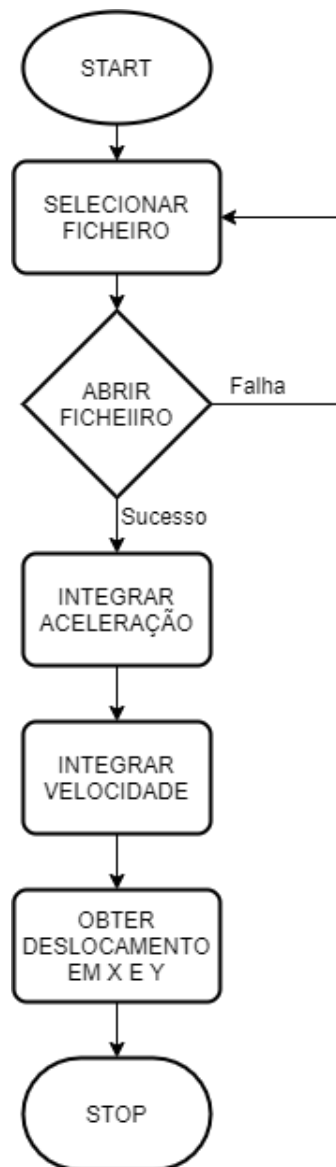 START
SELECIONAR
FICHEIRO
ABRIR
FICHEIIRO
Falha
Sucesso
INTEGRAR
ACELERAÇÃO
INTEGRAR
VELOCIDADE
OBTER
DESLOCAMENTO
EM X E Y
STOP